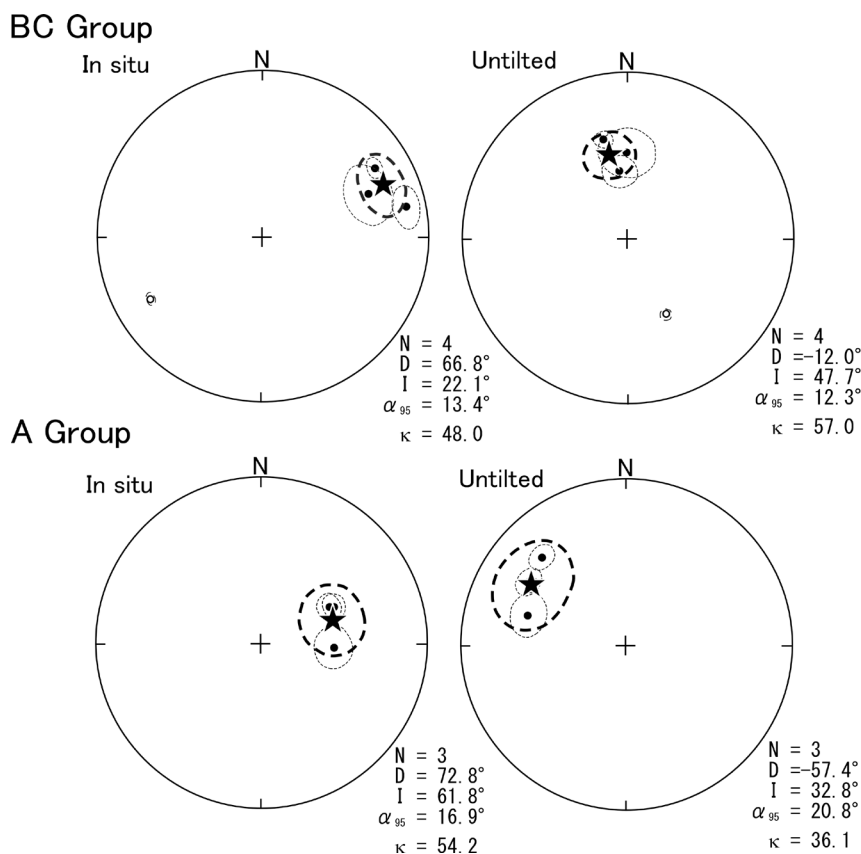 BC Group
In situ
N
Untilted
N
N = 4
D = 66.8°
I = 22.1°
α95 = 13.4°
κ = 48.0
N = 4
D =-12.0°
I = 47.7°
α95 = 12.3°
κ = 57.0
A Group
In situ
N
Untilted
N
N = 3
D = 72.8°
I = 61.8°
α95 = 16.9°
κ = 54.2
N = 3
D =-57.4°
I = 32.8°
α95 = 20.8°
κ = 36.1